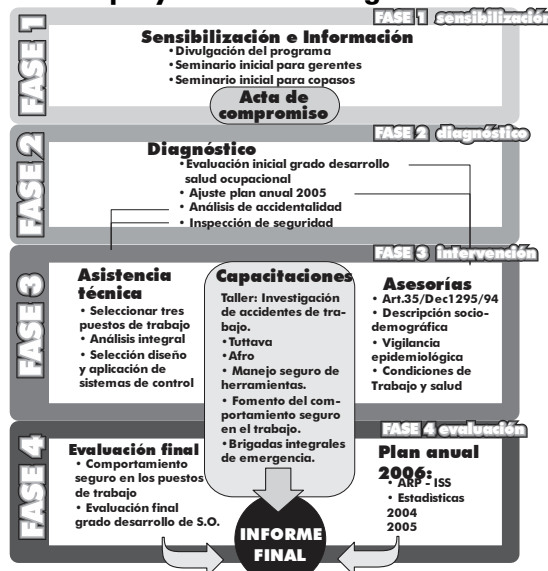 FASE 1 sensibilización
FASE 1
Sensibilización e Información
• Divulgación del programa
• Seminario inicial para gerentes
• Seminario inicial para copasos
Acta de
compromiso
FASE 2 diagnóstico
FASE 2
Diagnóstico
• Evaluación inicial grado desarrollo
salud ocupacional
• Ajuste plan anual 2005
• Análisis de accidentalidad
• Inspección de seguridad
FASE 3 intervención
FASE 3
Asistencia
técnica
• Seleccionar tres
puestos de trabajo
• Análisis integral
• Selección diseño
y aplicación de
sistemas de control
Capacitaciones
Taller: Investigación
de accidentes de tra-
bajo.
• Tuttava
• Afro
• Manejo seguro de
herramientas.
• Fomento del com-
portamiento seguro
en el trabajo.
• Brigadas integrales
de emergencia.
Asesorías
• Art.35/Dec1295/94
• Descripción socio-
demográfica
• Vigilancia
epidemiológica
• Condiciones de
Trabajo y salud
FASE 4 evaluación
FASE 4
Evaluación final
• Comportamiento
seguro en los puestos
de trabajo
• Evaluación final
grado desarrollo de S.O.
Plan anual
2006:
• ARP - ISS
• Estadìsticas
2004
2005
INFORME
FINAL